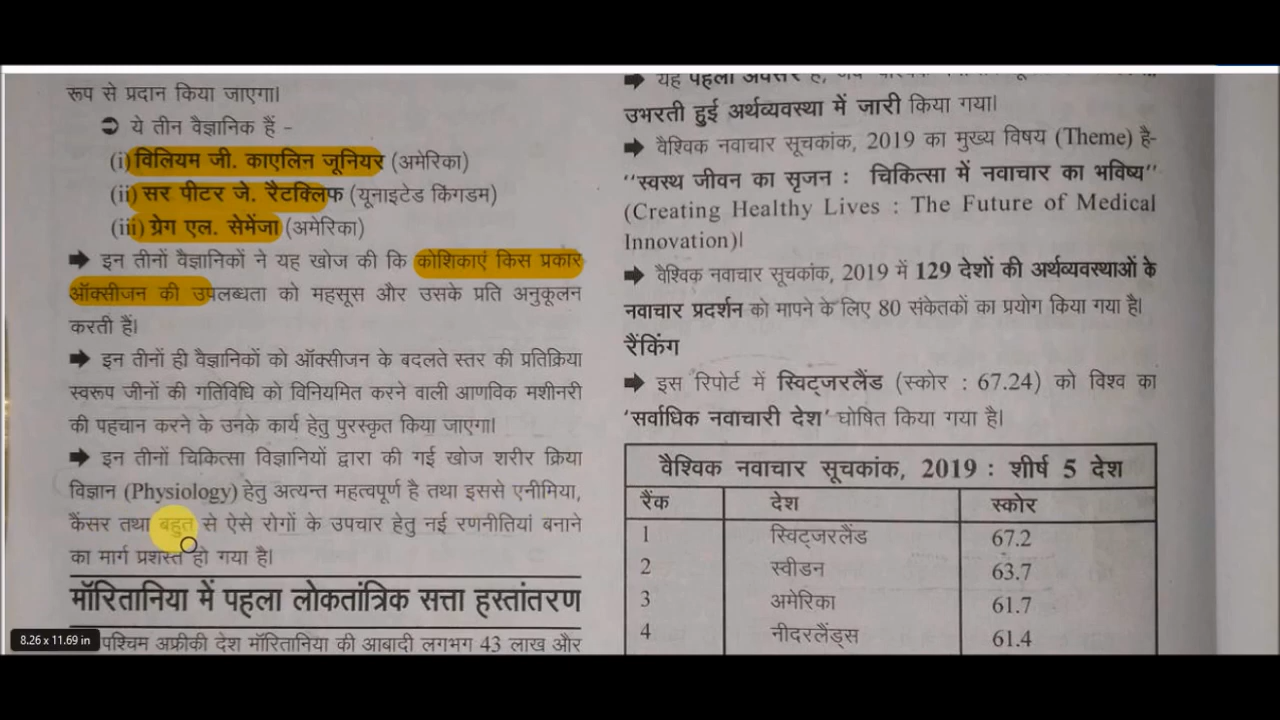 रूप से प्रदान किया जाएगा।
➲ ये तीन वैज्ञानिक हैं –
(i) विलियम जी. काएलिन जूनियर (अमेरिका)
(ii) सर पीटर जे. रैटक्लिफ (यूनाइटेड किंगडम)
(iii) ग्रेग एल. सेमेंजा (अमेरिका)
➡ इन तीनों वैज्ञानिकों ने यह खोज की कि कोशिकाएं किस प्रकार
ऑक्सीजन की उपलब्धता को महसूस और उसके प्रति अनुकूलन
करती हैं।
➡ इन तीनों ही वैज्ञानिकों को ऑक्सीजन के बदलते स्तर की प्रतिक्रिया
स्वरूप जीनों की गतिविधि को विनियमित करने वाली आणविक मशीनरी
की पहचान करने के उनके कार्य हेतु पुरस्कृत किया जाएगा।
➡ इन तीनों चिकित्सा विज्ञानियों द्वारा की गई खोज शरीर क्रिया
विज्ञान (Physiology) हेतु अत्यन्त महत्वपूर्ण है तथा इससे एनीमिया,
कैंसर तथा बहुत से ऐसे रोगों के उपचार हेतु नई रणनीतियां बनाने
का मार्ग प्रशस्त हो गया है।
मॉरितानिया में पहला लोकतांत्रिक सत्ता हस्तांतरण
पश्चिम अफ्रीकी देश मॉरितानिया की आबादी लगभग 43 लाख और
8.26 x 11.69 in
➡ यह पहला अवसर है,
उभरती हुई अर्थव्यवस्था में जारी किया गया।
➡ वैश्विक नवाचार सूचकांक, 2019 का मुख्य विषय (Theme) है-
‘‘स्वस्थ जीवन का सृजन : चिकित्सा में नवाचार का भविष्य’’
(Creating Healthy Lives : The Future of Medical
Innovation)।
➡ वैश्विक नवाचार सूचकांक, 2019 में 129 देशों की अर्थव्यवस्थाओं के
नवाचार प्रदर्शन को मापने के लिए 80 संकेतकों का प्रयोग किया गया है।
रैंकिंग
➡ इस रिपोर्ट में स्विट्जरलैंड (स्कोर : 67.24) को विश्व का
‘सर्वाधिक नवाचारी देश’ घोषित किया गया है।
वैश्विक नवाचार सूचकांक, 2019 : शीर्ष 5 देश
रैंक देश स्कोर
1 स्विट्जरलैंड 67.2
2 स्वीडन 63.7
3 अमेरिका 61.7
4 नीदरलैंड्स 61.4